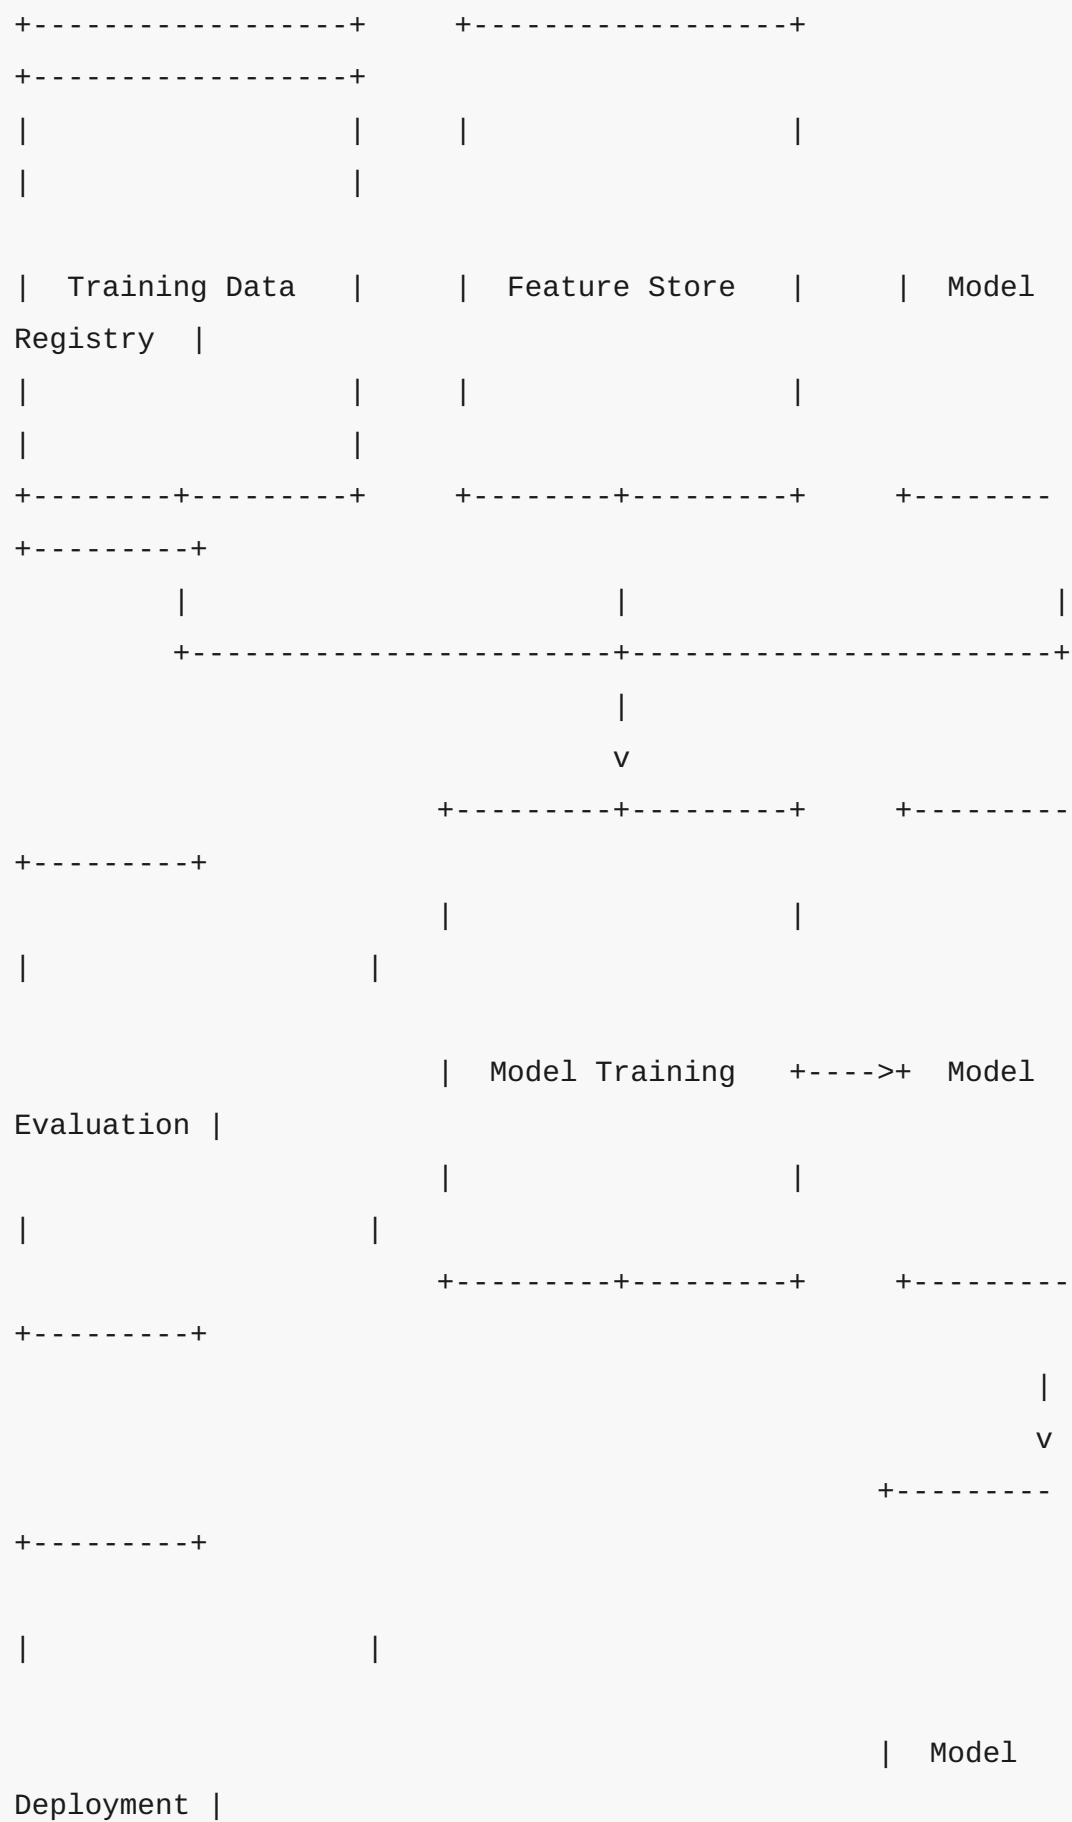 +------------------+     +------------------+
+------------------+
|                  |     |                  |
|                  |
|  Training Data   |     |  Feature Store   |     |  Model
Registry  |
|                  |     |                  |
|                  |
+--------+---------+     +--------+---------+     +--------
+---------+
         |                        |                        |
         +------------------------+------------------------+
                                  |
                                  v
                        +---------+---------+     +---------
+---------+
                        |                   |
|                   |
                        |  Model Training   +---->+  Model
Evaluation |
                        |                   |
|                   |
                        +---------+---------+     +---------
+---------+
                                                          |
                                                          v
                                                 +---------
+---------+
|                   |
                                                 |  Model
Deployment |